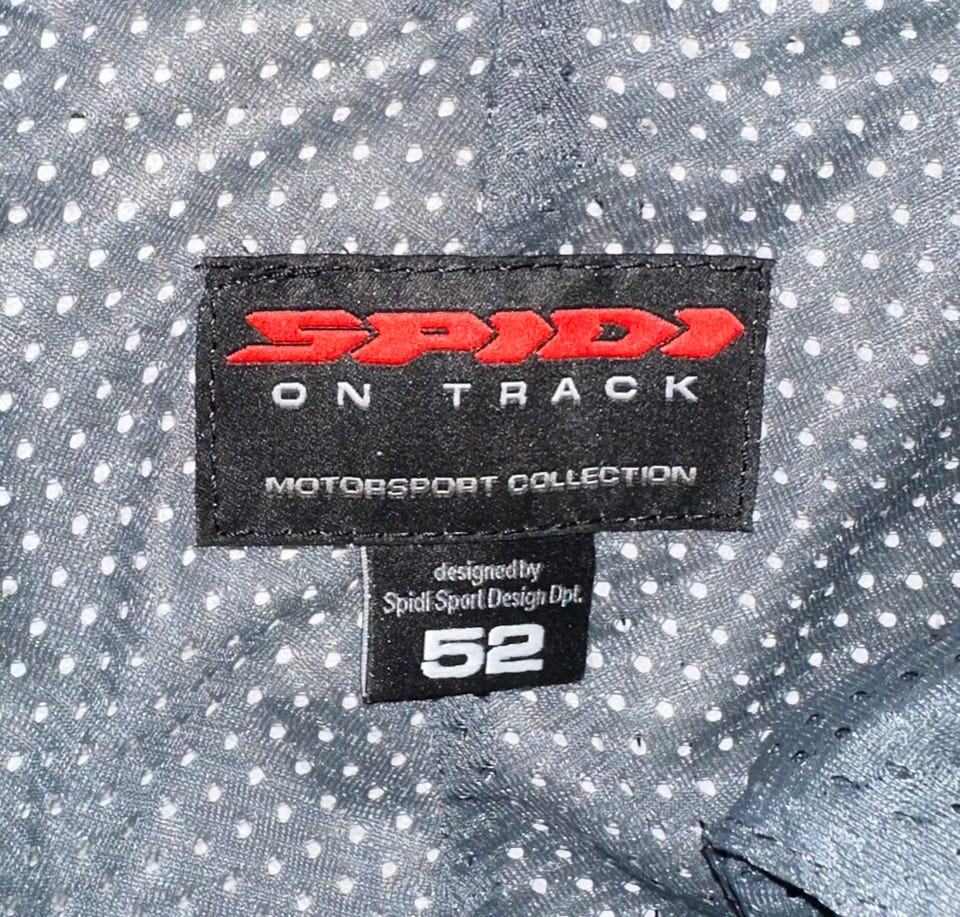 SPIDI
ON TRACK
MOTORSPORT COLLECTION
designed by
Spidi Sport Design Dpt.
52